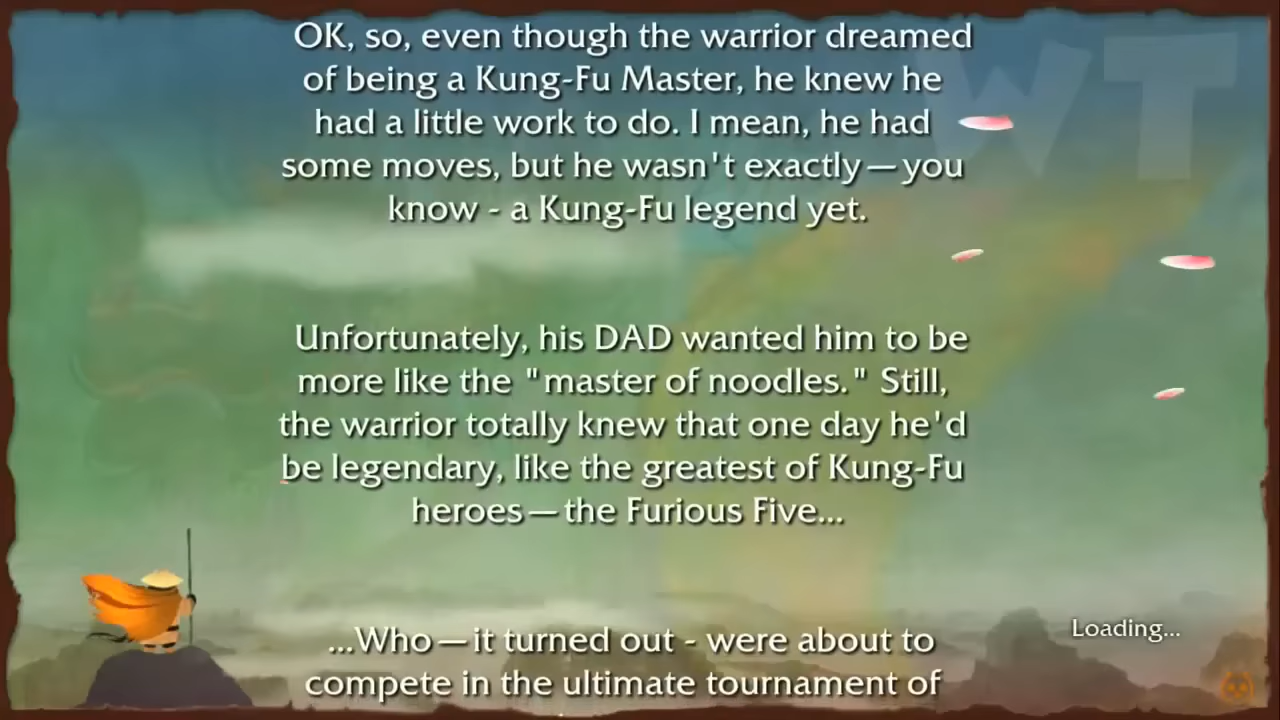 OK, so, even though the warrior dreamed
of being a Kung-Fu Master, he knew he
had a little work to do. I mean, he had
some moves, but he wasn't exactly—you
know - a Kung-Fu legend yet.
Unfortunately, his DAD wanted him to be
more like the "master of noodles." Still,
the warrior totally knew that one day he'd
be legendary, like the greatest of Kung-Fu
heroes—the Furious Five...
...Who—it turned out - were about to
compete in the ultimate tournament of
Loading...
WT